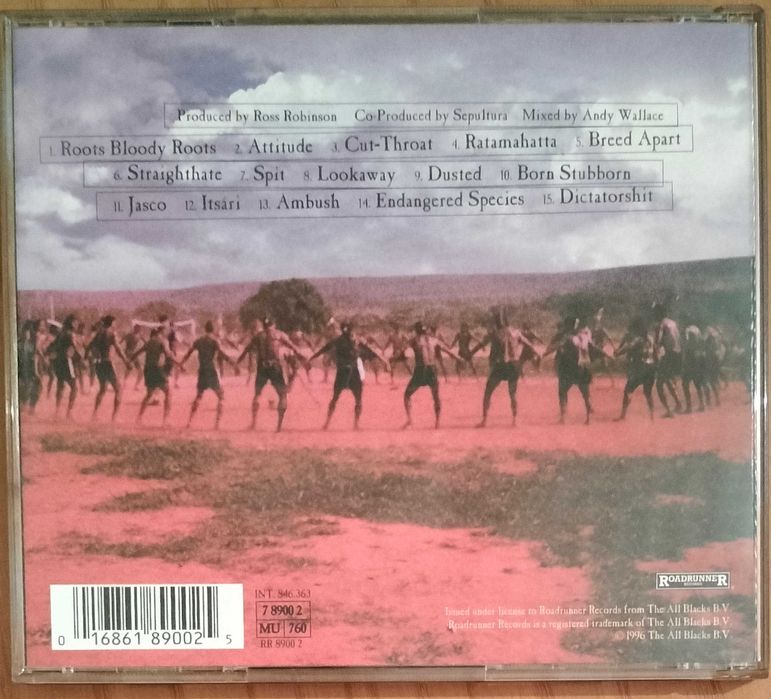 Produced by Ross Robinson Co-Produced by Sepultura Mixed by Andy Wallace
1. Roots Bloody Roots 2. Attitude 3. Cut-Throat 4. Ratamahatta 5. Breed Apart
6. Straighthate 7. Spit 8. Lookaway 9. Dusted 10. Born Stubborn
11. Jasco 12. Itsári 13. Ambush 14. Endangered Species 15. Dictatorshit
ROADRUNNER
RECORDS
INT. 846.363
7 8900 2
MU 760
RR 8900 2
0 16861 89002 5
Issued under license to Roadrunner Records from The All Blacks B.V.
Roadrunner Records is a registered trademark of The All Blacks B.V.
© 1996 The All Blacks B.V.